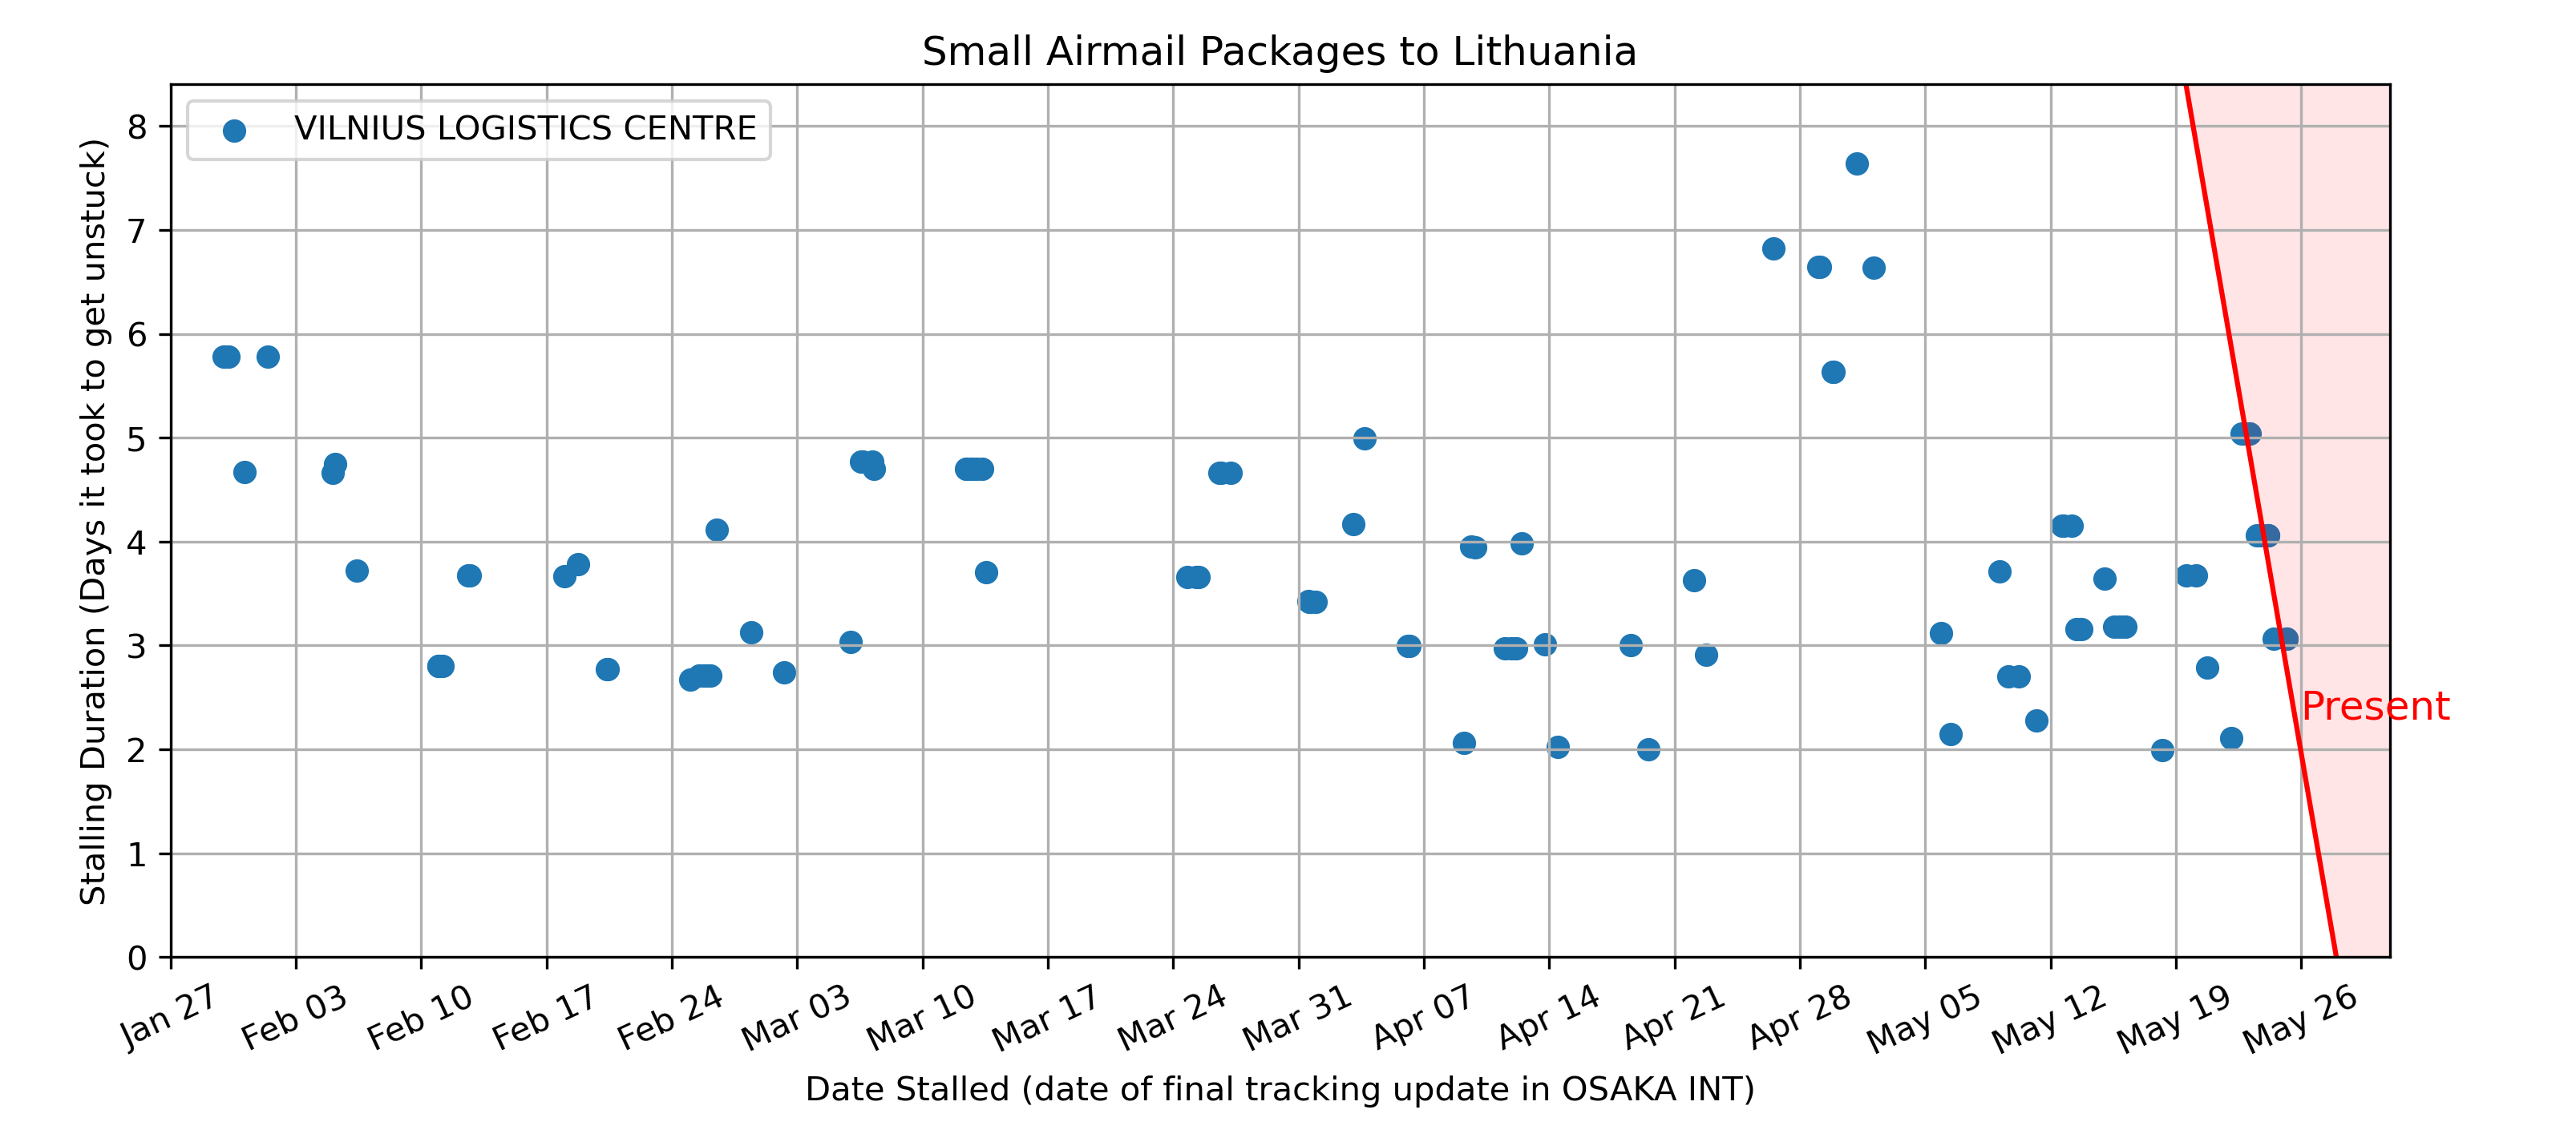 Small Airmail Packages to Lithuania
VILNIUS LOGISTICS CENTRE
Stalling Duration (Days it took to get unstuck)
8
7
6
5
4
3
2
1
0
Present
Jan 27
Feb 03
Feb 10
Feb 17
Feb 24
Mar 03
Mar 10
Mar 17
Mar 24
Mar 31
Apr 07
Apr 14
Apr 21
Apr 28
May 05
May 12
May 19
May 26
Date Stalled (date of final tracking update in OSAKA INT)